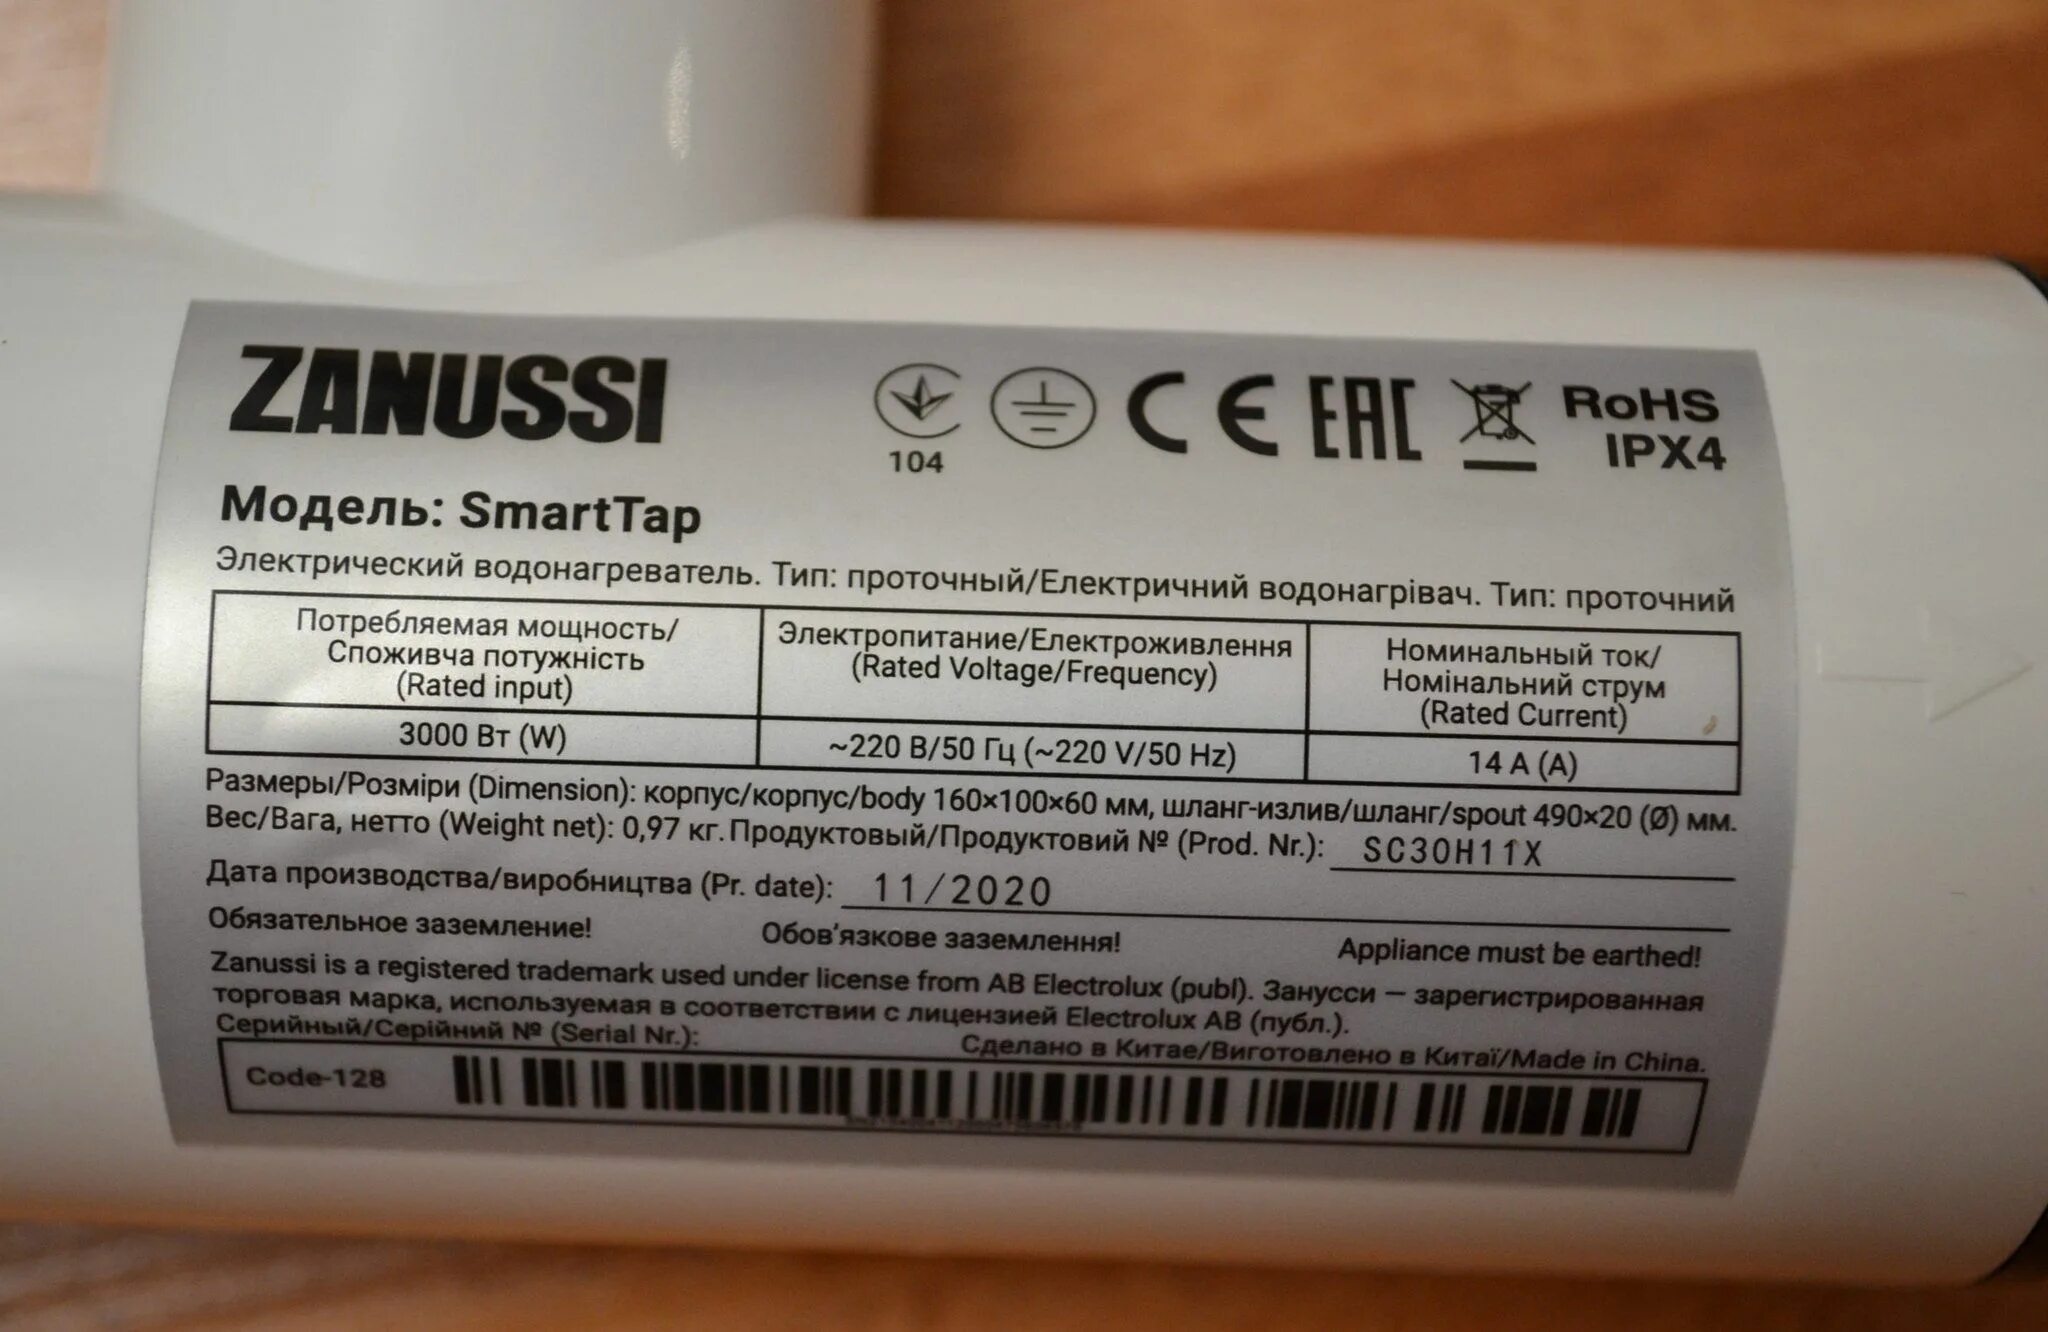 ZANUSSI
104
CE EAC RoHS
IPX4
Модель: SmartTap
Электрический водонагреватель. Тип: проточный/Електричний водонагрівач. Тип: проточний
Потребляемая мощность/
Споживча потужність
(Rated input)
Электропитание/Електроживлення
(Rated Voltage/Frequency)
Номинальный ток/
Номінальний струм
(Rated Current)
3000 Вт (W)
~220 В/50 Гц (~220 V/50 Hz)
14 А (A)
Размеры/Розміри (Dimension): корпус/корпус/body 160×100×60 мм, шланг-излив/шланг/spout 490×20 (Ø) мм.
Вес/Вага, нетто (Weight net): 0,97 кг. Продуктовый/Продуктовий № (Prod. Nr.): SC30H11X
Дата производства/виробництва (Pr. date): 11/2020
Обязательное заземление! Обов'язкове заземлення! Appliance must be earthed!
Zanussi is a registered trademark used under license from AB Electrolux (publ). Занусси — зарегистрированная
торговая марка, используемая в соответствии с лицензией Electrolux AB (публ.).
Серийный/Серійний № (Serial Nr.): Сделано в Китае/Виготовлено в Китаї/Made in China.
Code-128